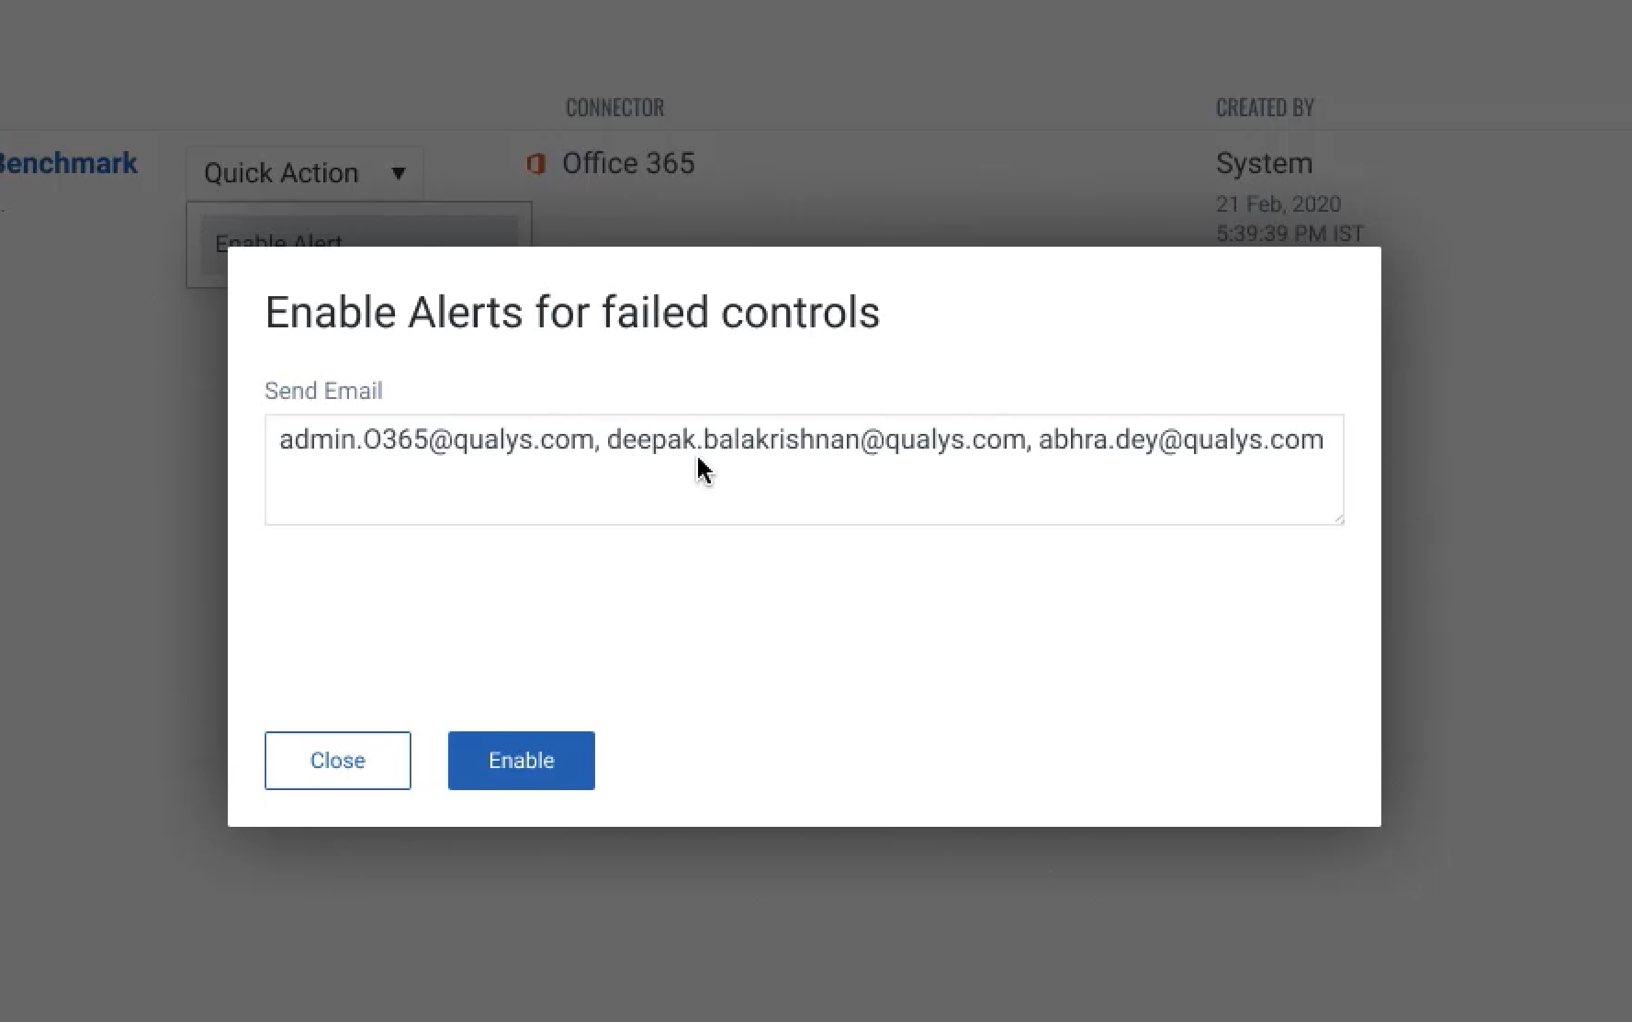 CONNECTOR
CREATED BY
Benchmark
Quick Action
Office 365
System
21 Feb, 2020
5:39:39 PM IST
Enable Alert
Enable Alerts for failed controls
Send Email
admin.O365@qualys.com, deepak.balakrishnan@qualys.com, abhra.dey@qualys.com
Close
Enable